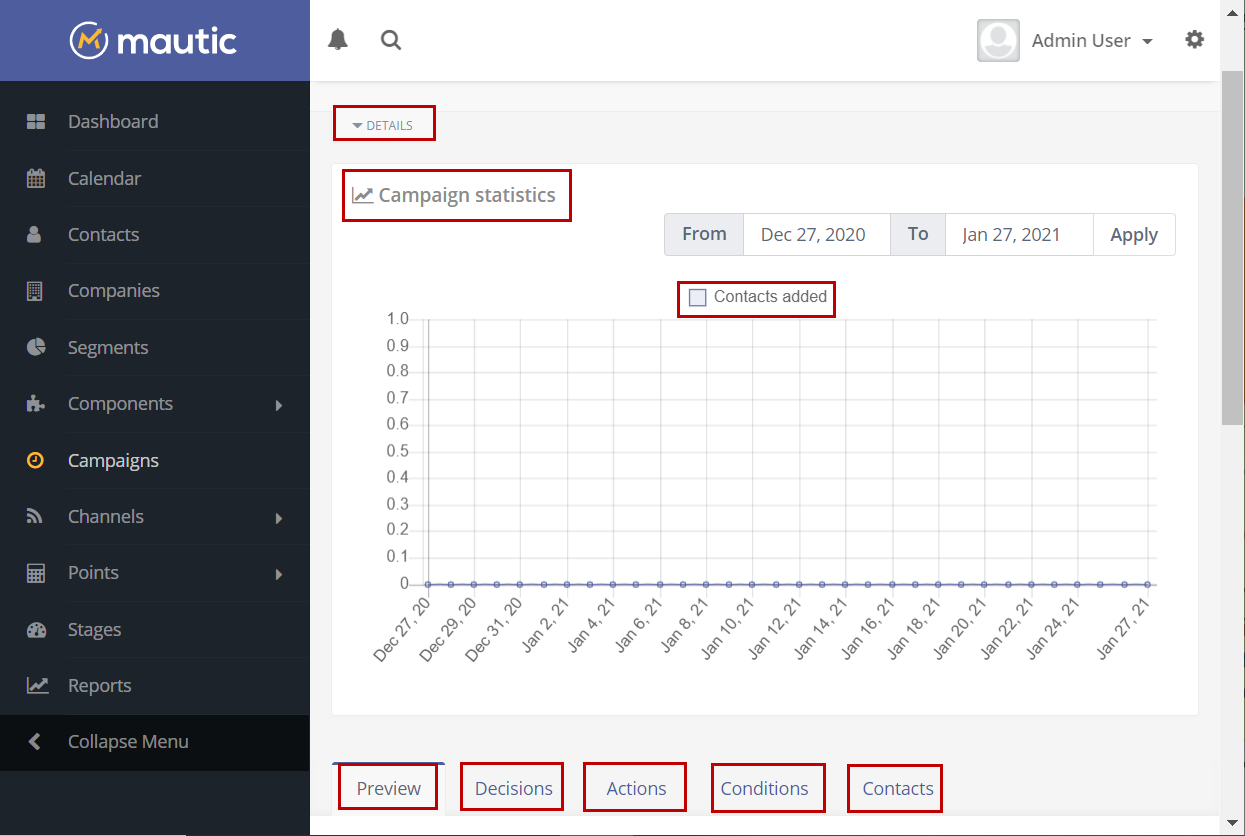 mautic
Admin User
Dashboard
Calendar
Contacts
Companies
Segments
Components
Campaigns
Channels
Points
Stages
Reports
Collapse Menu
DETAILS
Campaign statistics
From Dec 27, 2020 To Jan 27, 2021 Apply
Contacts added
1.0
0.9
0.8
0.7
0.6
0.5
0.4
0.3
0.2
0.1
0
Dec 27, 20 Dec 29, 20 Dec 31, 20 Jan 2, 21 Jan 4, 21 Jan 6, 21 Jan 8, 21 Jan 10, 21 Jan 12, 21 Jan 14, 21 Jan 16, 21 Jan 18, 21 Jan 20, 21 Jan 22, 21 Jan 24, 21 Jan 27, 21
Preview Decisions Actions Conditions Contacts